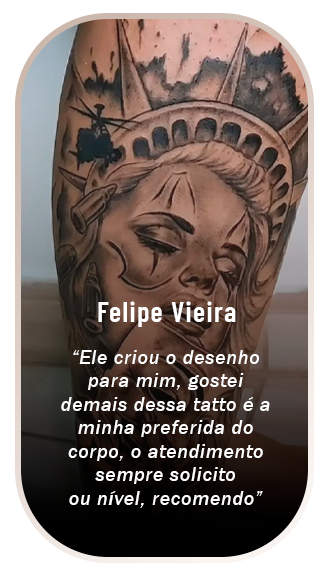 Felipe Vieira
“Ele criou o desenho
para mim, gostei
demais dessa tatto é a
minha preferida do
corpo, o atendimento
sempre solicito
ou nível, recomendo”